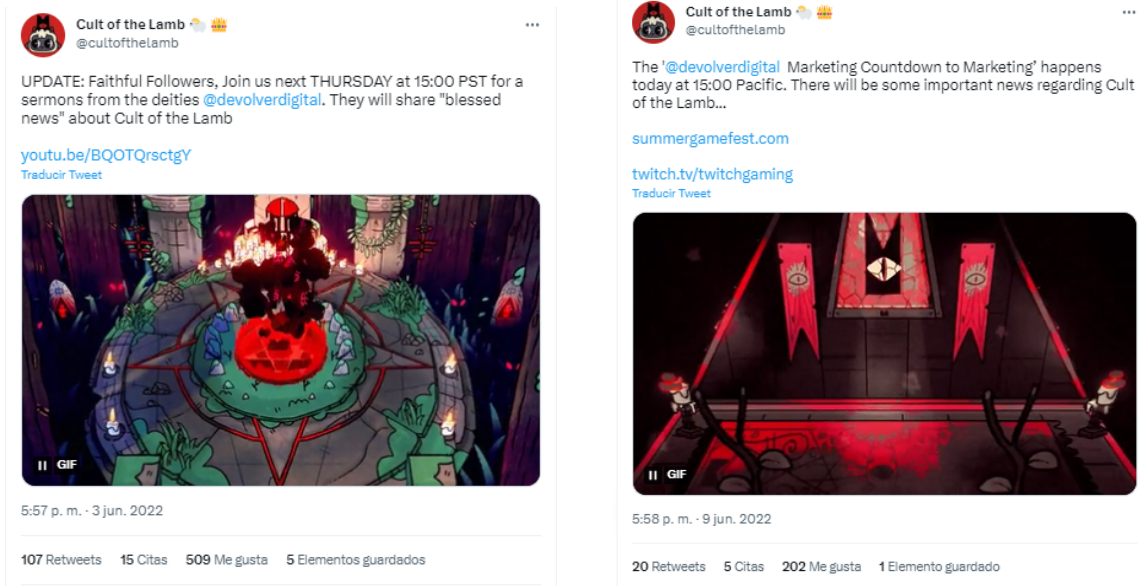 Cult of the Lamb 🐑 👑
@cultofthelamb
UPDATE: Faithful Followers, Join us next THURSDAY at 15:00 PST for a
sermons from the deities @devolverdigital. They will share "blessed
news" about Cult of the Lamb
youtu.be/BQOTQrsctgY
Traducir Tweet
GIF
5:57 p. m. · 3 jun. 2022
107 Retweets 15 Citas 509 Me gusta 5 Elementos guardados
Cult of the Lamb 🐑 👑
@cultofthelamb
The '@devolverdigital Marketing Countdown to Marketing' happens
today at 15:00 Pacific. There will be some important news regarding Cult
of the Lamb...
summergamefest.com
twitch.tv/twitchgaming
Traducir Tweet
GIF
5:58 p. m. · 9 jun. 2022
20 Retweets 5 Citas 202 Me gusta 1 Elemento guardado